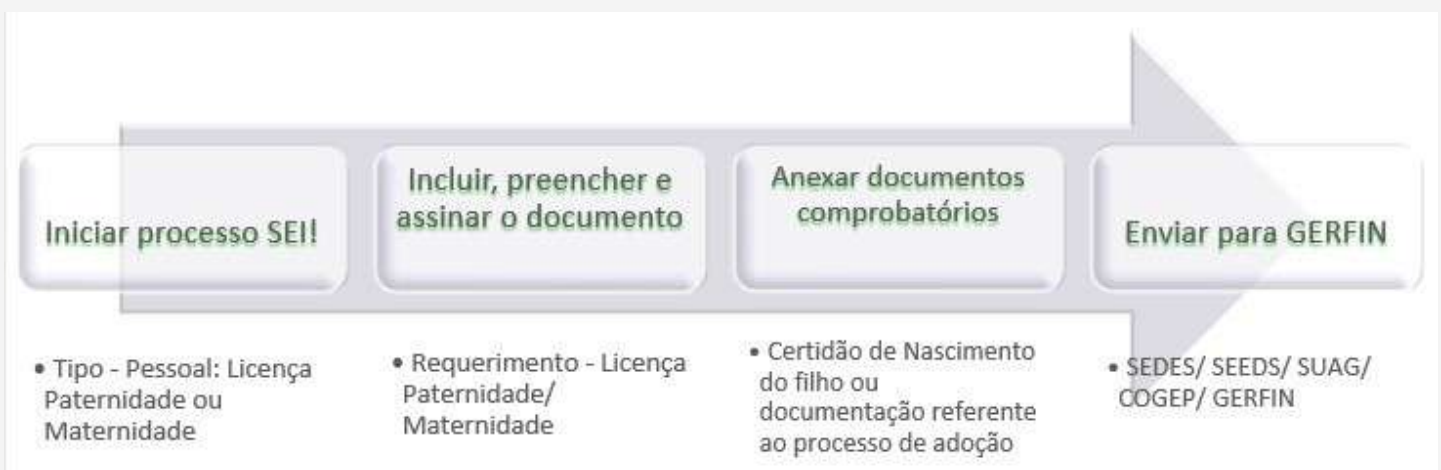 Iniciar processo SEI!
Incluir, preencher e
assinar o documento
Anexar documentos
comprobatórios
Enviar para GERFIN
• Tipo - Pessoal: Licença
Paternidade ou
Maternidade
• Requerimento - Licença
Paternidade/
Maternidade
• Certidão de Nascimento
do filho ou
documentação referente
ao processo de adoção
• SEDES/ SEEDS/ SUAG/
COGEP/ GERFIN